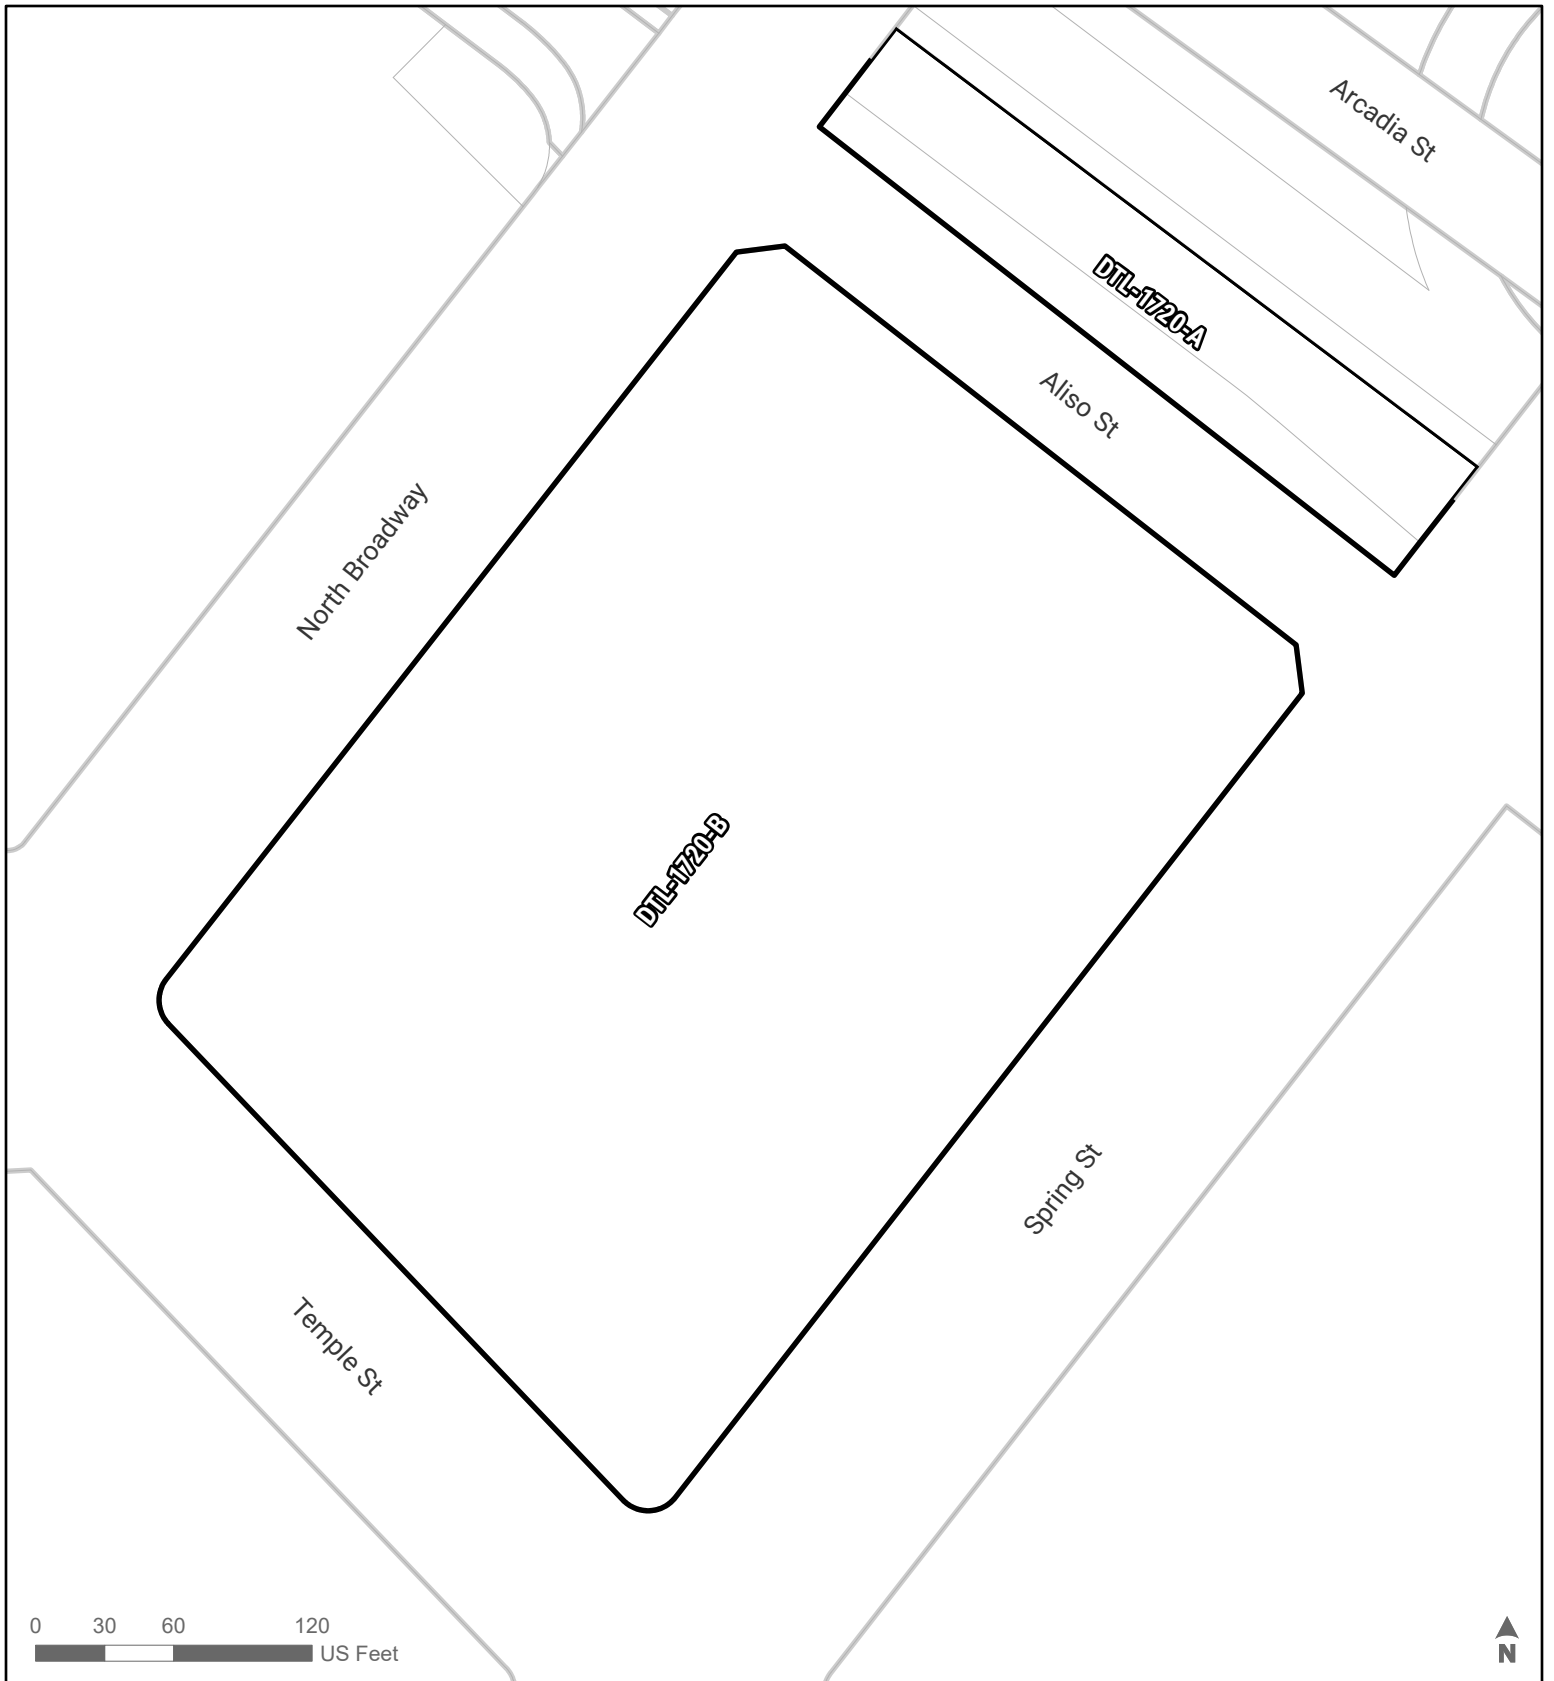 Arcadia St
DTL-1720-A
Aliso St
North Broadway
DTL-1720-B
Spring St
Temple St
0 30 60 120
US Feet
N